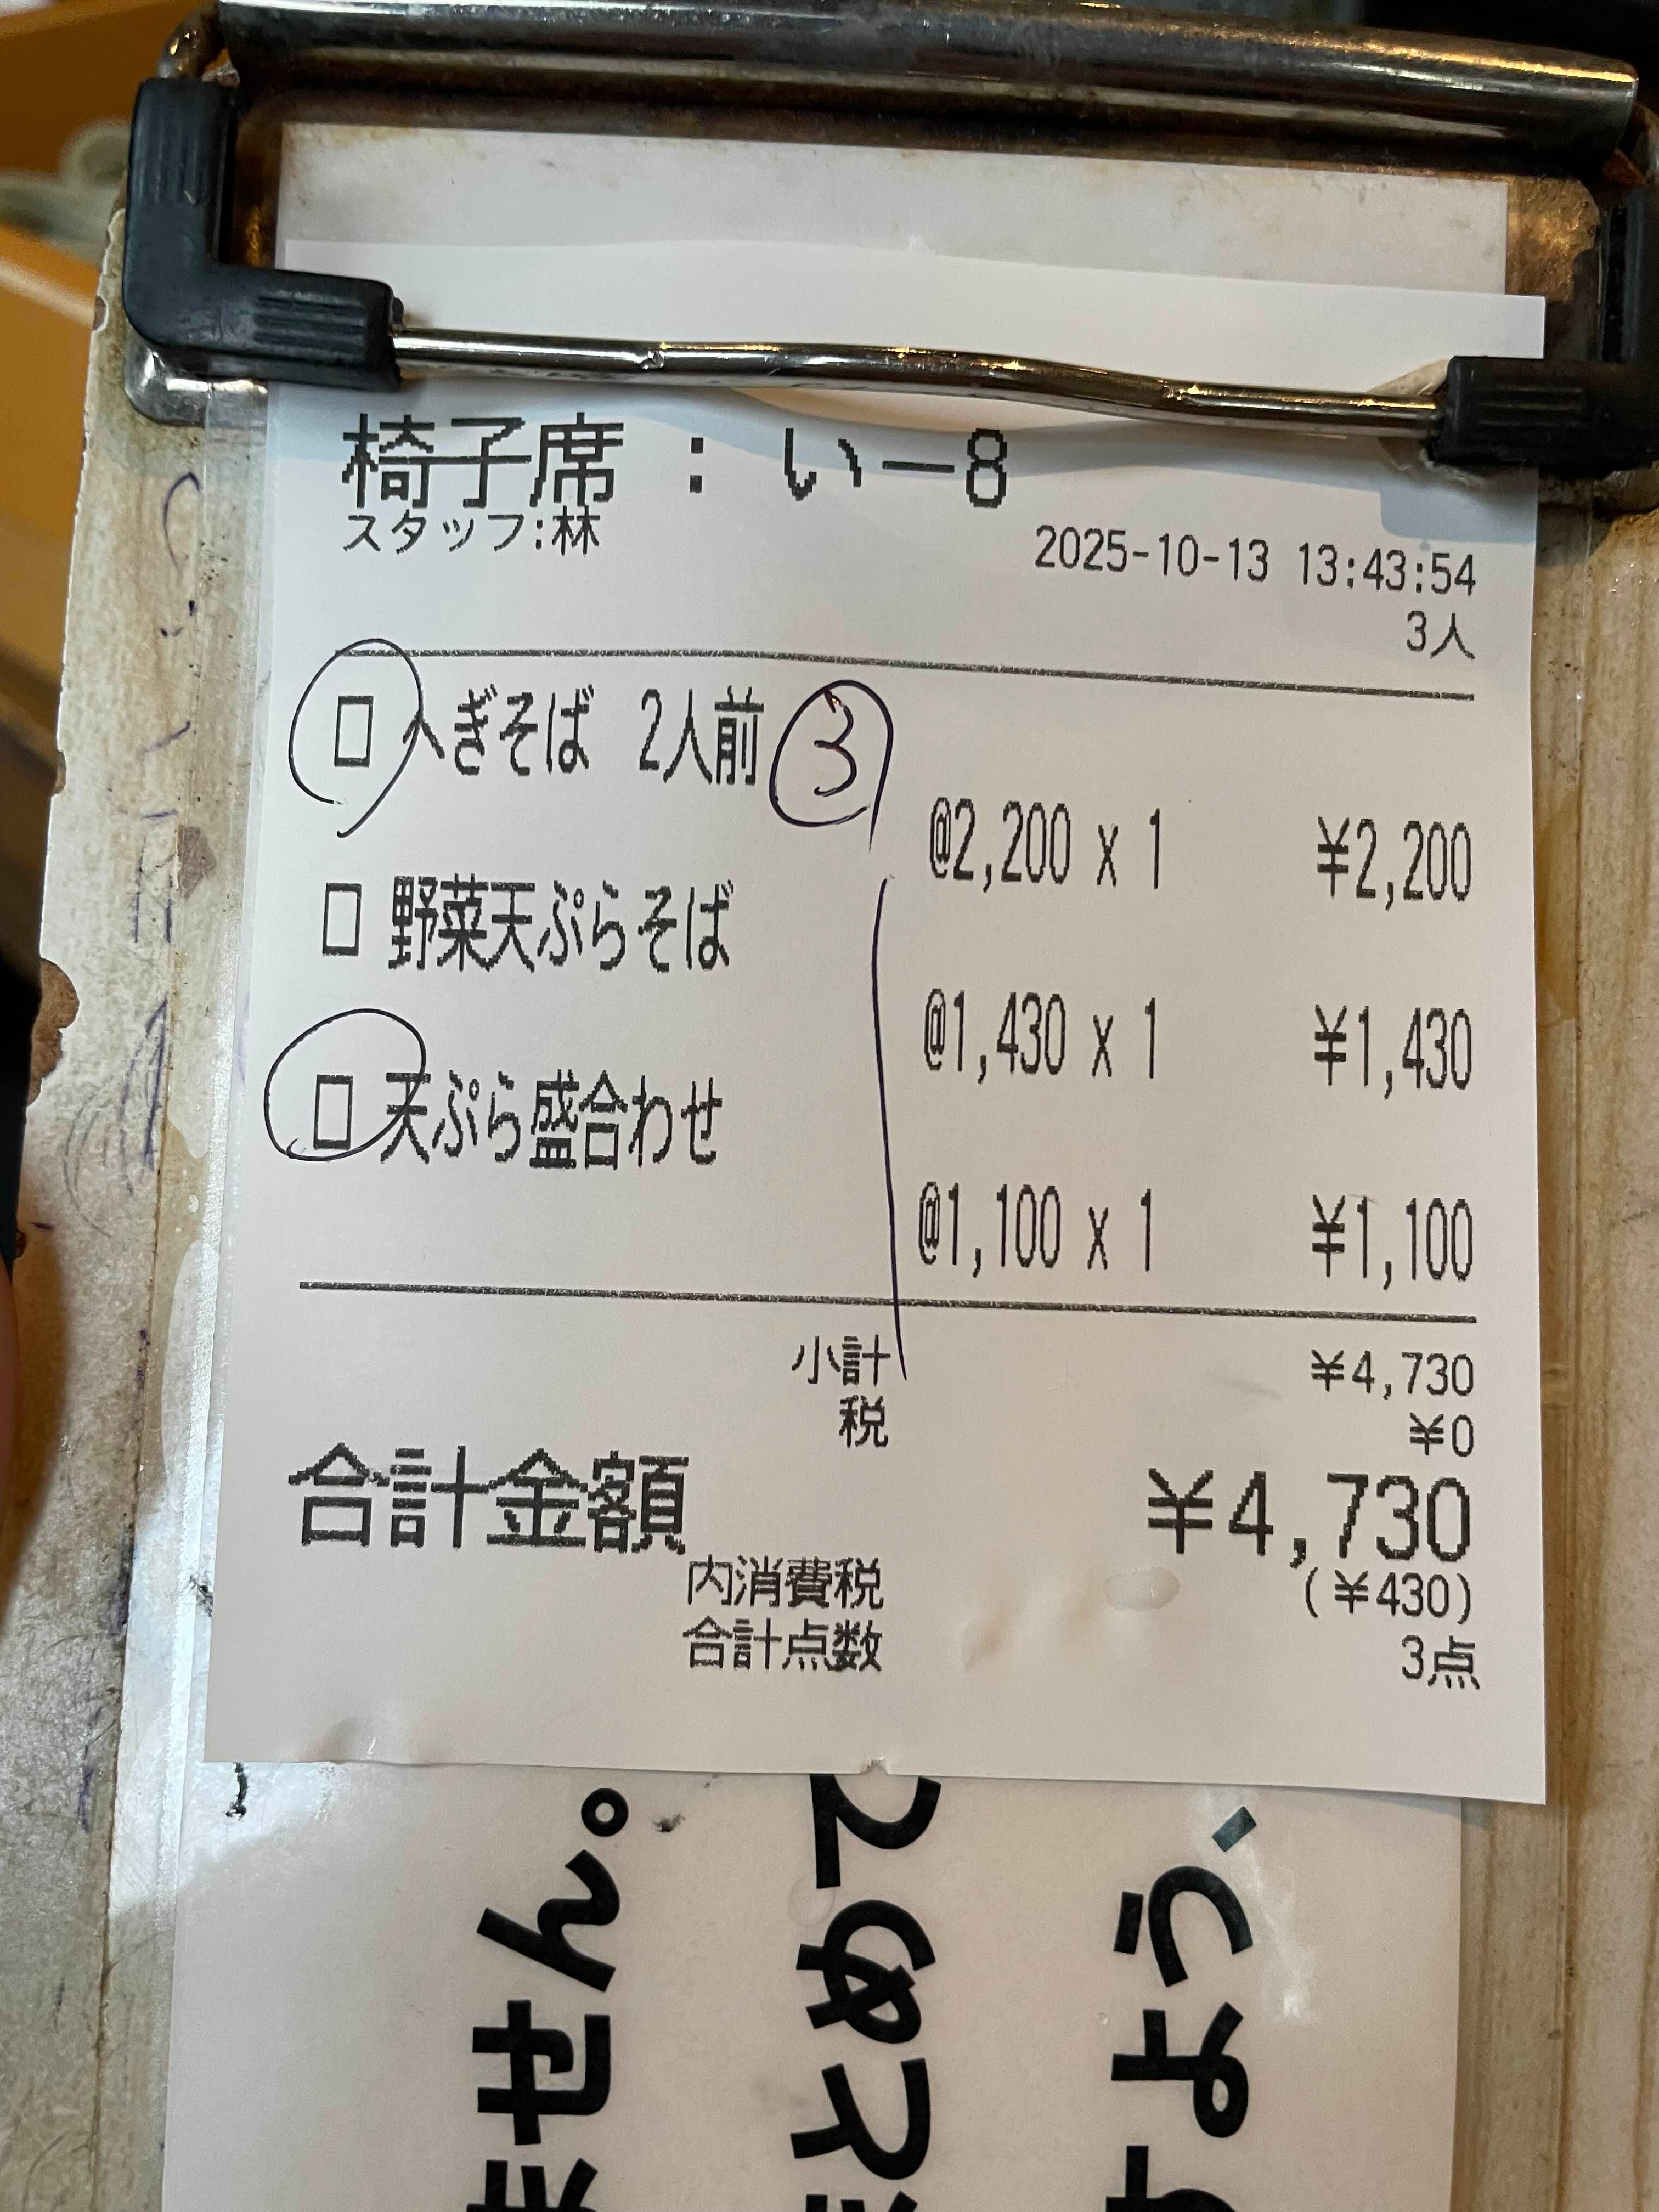 椅子席 : い－8
スタッフ:林
2025-10-13 13:43:54
3人
□ へぎそば 2人前 ③
@2,200 x 1 ¥2,200
□ 野菜天ぷらそば
@1,430 x 1 ¥1,430
□ 天ぷら盛合わせ
@1,100 x 1 ¥1,100
小計 ¥4,730
税 ¥0
合計金額 ¥4,730
内消費税 (¥430)
合計点数 3点